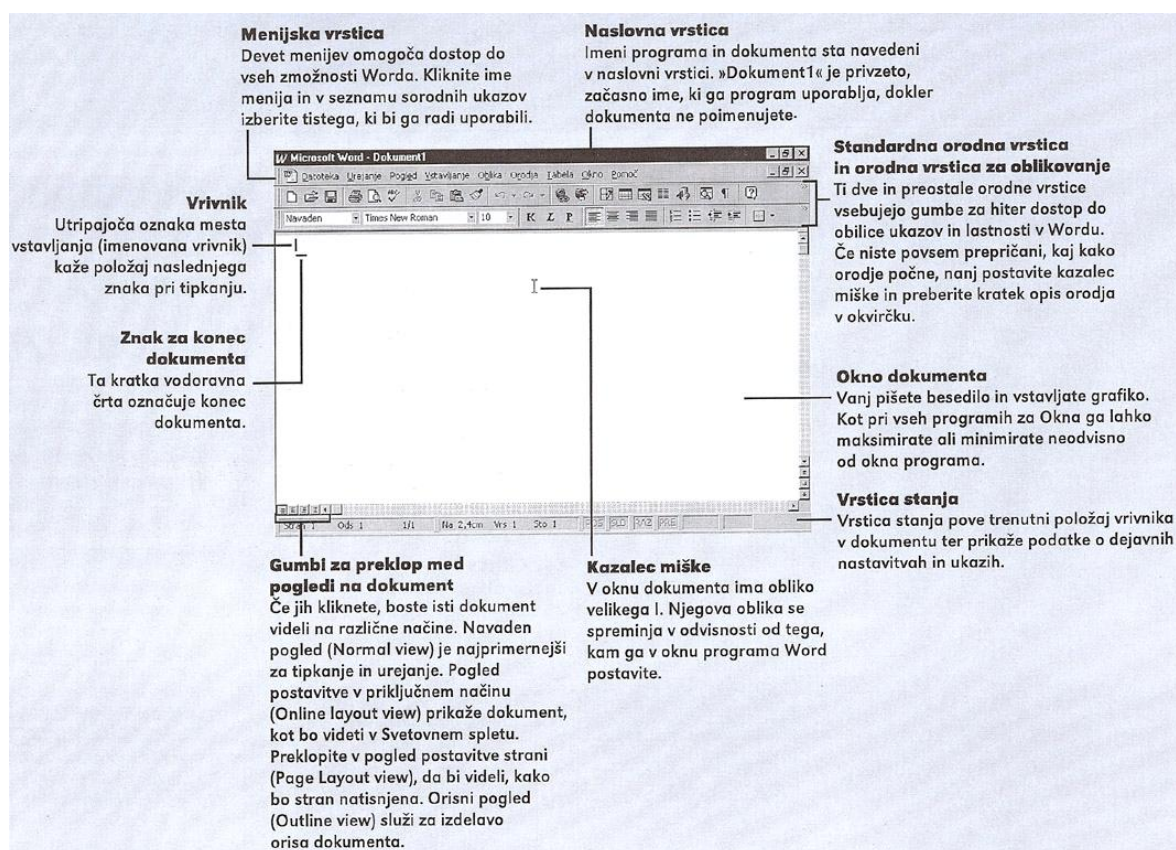 Menijska vrstica
Devet menijev omogoča dostop do
vseh zmožnosti Worda. Kliknite ime
menija in v seznamu sorodnih ukazov
izberite tistega, ki bi ga radi uporabili.
Naslovna vrstica
Imeni programa in dokumenta sta navedeni
v naslovni vrstici. »Dokument1« je privzeto,
začasno ime, ki ga program uporablja, dokler
dokumenta ne poimenujete.
Vrivnik
Utripajoča oznaka mesta
vstavljanja (imenovana vrivnik)
kaže položaj naslednjega
znaka pri tipkanju.
Znak za konec
dokumenta
Ta kratka vodoravna
črta označuje konec
dokumenta.
Microsoft Word - Dokument1
Datoteka Urejanje Pogled Vstavljanje Oblika Orodja Tabela Okno Pomoč
Navaden Times New Roman 10 K L P
Stran 1 Ods 1 1/1 Na 2,4cm Vrs 1 Sto 1 POS SLD RAZ PRE
Standardna orodna vrstica
in orodna vrstica za oblikovanje
Ti dve in preostale orodne vrstice
vsebujejo gumbe za hiter dostop do
obilice ukazov in lastnosti v Wordu.
Če niste povsem prepričani, kaj kako
orodje počne, nanj postavite kazalec
miške in preberite kratek opis orodja
v okvirčku.
Okno dokumenta
Vanj pišete besedilo in vstavljate grafiko.
Kot pri vseh programih za Okna ga lahko
maksimirate ali minimirate neodvisno
od okna programa.
Vrstica stanja
Vrstica stanja pove trenutni položaj vrivnika
v dokumentu ter prikaže podatke o dejavnih
nastavitvah in ukazih.
Gumbi za preklop med
pogledi na dokument
Če jih kliknete, boste isti dokument
videli na različne načine. Navaden
pogled (Normal view) je najprimernejši
za tipkanje in urejanje. Pogled
postavitve v priključnem načinu
(Online layout view) prikaže dokument,
kot bo videti v Svetovnem spletu.
Preklopite v pogled postavitve strani
(Page Layout view), da bi videli, kako
bo stran natisnjena. Orisni pogled
(Outline view) služi za izdelavo
orisa dokumenta.
Kazalec miške
V oknu dokumenta ima obliko
velikega I. Njegova oblika se
spreminja v odvisnosti od tega,
kam ga v oknu programa Word
postavite.